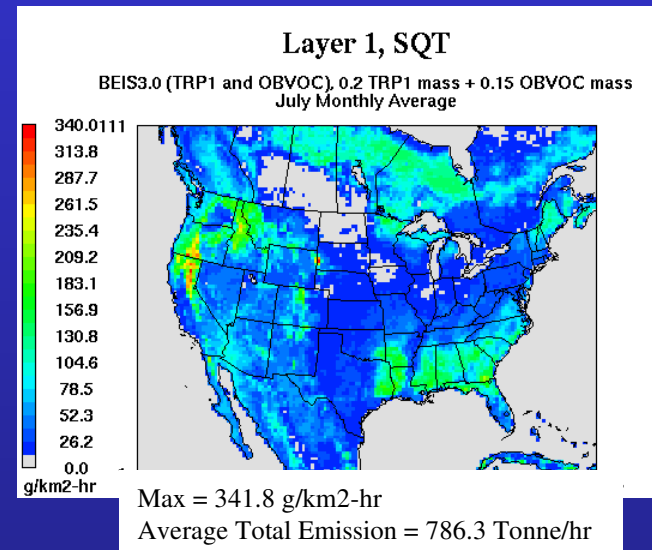 Layer 1, SQT
BEIS3.0 (TRP1 and OBVOC), 0.2 TRP1 mass + 0.15 OBVOC mass
July Monthly Average
340.0111
313.8
287.7
261.5
235.4
209.2
183.1
156.9
130.8
104.6
78.5
52.3
26.2
0.0
g/km2-hr
Max = 341.8 g/km2-hr
Average Total Emission = 786.3 Tonne/hr